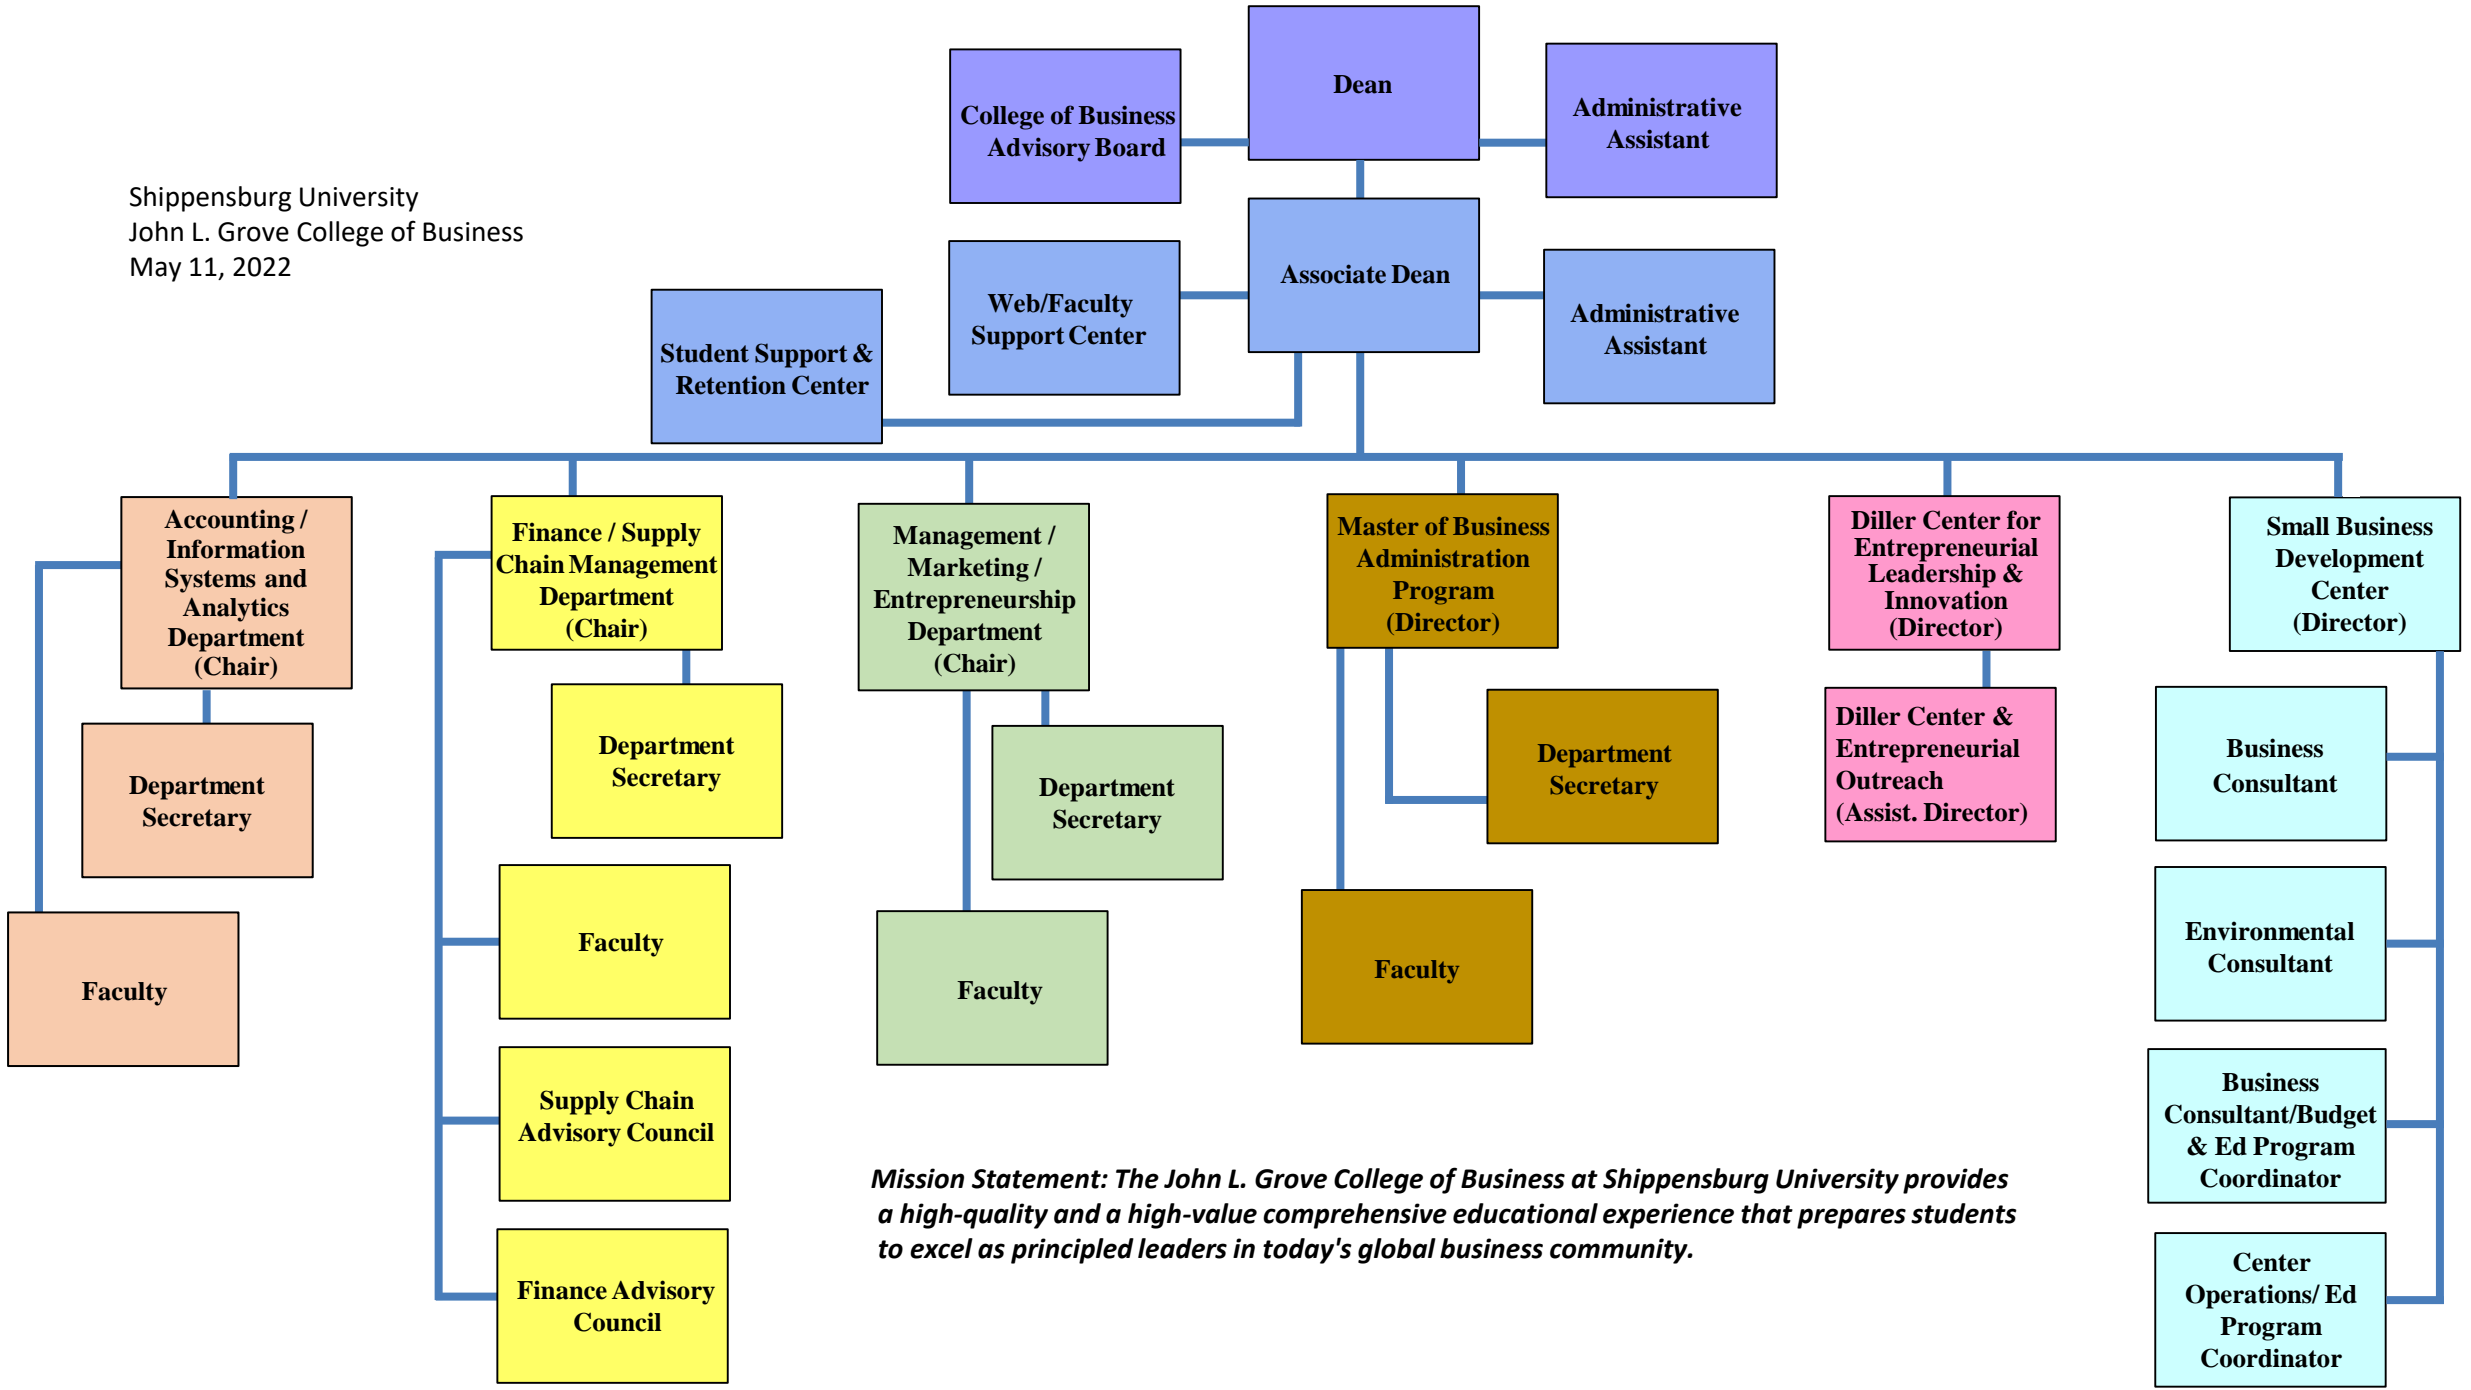 Dean
College of Business
Advisory Board
Administrative
Assistant
Shippensburg University
John L. Grove College of Business
May 11, 2022
Associate Dean
Web/Faculty
Support Center
Administrative
Assistant
Student Support &
Retention Center
Accounting /
Information
Systems and
Analytics
Department
(Chair)
Finance / Supply
Chain Management
Department
(Chair)
Management /
Marketing /
Entrepreneurship
Department
(Chair)
Master of Business
Administration
Program
(Director)
Diller Center for
Entrepreneurial
Leadership &
Innovation
(Director)
Small Business
Development
Center
(Director)
Department
Secretary
Department
Secretary
Department
Secretary
Department
Secretary
Diller Center &
Entrepreneurial
Outreach
(Assist. Director)
Business
Consultant
Faculty
Faculty
Faculty
Faculty
Environmental
Consultant
Supply Chain
Advisory Council
Business
Consultant/Budget
& Ed Program
Coordinator
Finance Advisory
Council
Center
Operations/ Ed
Program
Coordinator
Mission Statement: The John L. Grove College of Business at Shippensburg University provides
a high-quality and a high-value comprehensive educational experience that prepares students
to excel as principled leaders in today's global business community.